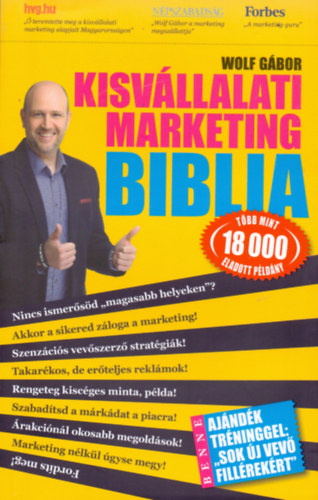 hvg.hu
„Ő teremtette meg a kisvállalati
marketing alapjait Magyarországon"
NÉPSZABADSÁG
„Wolf Gábor a marketing
megszállottja"
Forbes
„A marketing-guru"
WOLF GÁBOR
KISVÁLLALATI
MARKETING
BIBLIA
TÖBB MINT
18 000
ELADOTT PÉLDÁNY
Nincs ismerősöd „magasabb helyeken"?
Akkor a sikered záloga a marketing!
Szenzációs vevőszerző stratégiák!
Takarékos, de erőteljes reklámok!
Rengeteg kiscéges minta, példa!
Szabadítsd a márkádat a piacra!
Árakciónál okosabb megoldások!
Marketing nélkül úgyse megy!
Fordíts meg!
BENNE
AJÁNDÉK
TRÉNINGGEL:
„SOK ÚJ VEVŐ
FILLÉREKÉRT"